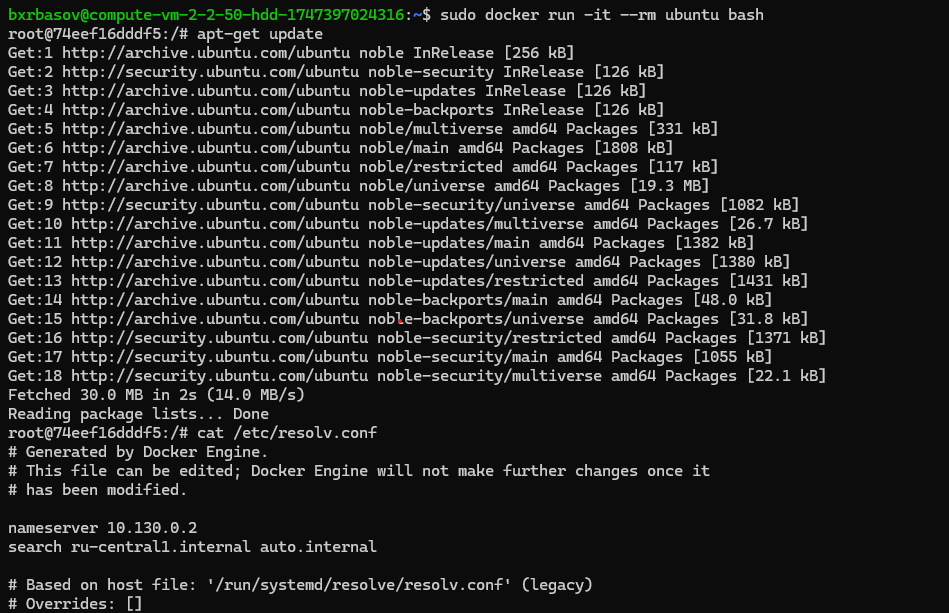 bxrbasov@compute-vm-2-2-50-hdd-1747397024316:~$ sudo docker run -it --rm ubuntu bash
root@74eef16dddf5:/# apt-get update
Get:1 http://archive.ubuntu.com/ubuntu noble InRelease [256 kB]
Get:2 http://security.ubuntu.com/ubuntu noble-security InRelease [126 kB]
Get:3 http://archive.ubuntu.com/ubuntu noble-updates InRelease [126 kB]
Get:4 http://archive.ubuntu.com/ubuntu noble-backports InRelease [126 kB]
Get:5 http://archive.ubuntu.com/ubuntu noble/multiverse amd64 Packages [331 kB]
Get:6 http://archive.ubuntu.com/ubuntu noble/main amd64 Packages [1808 kB]
Get:7 http://archive.ubuntu.com/ubuntu noble/restricted amd64 Packages [117 kB]
Get:8 http://archive.ubuntu.com/ubuntu noble/universe amd64 Packages [19.3 MB]
Get:9 http://security.ubuntu.com/ubuntu noble-security/universe amd64 Packages [1082 kB]
Get:10 http://archive.ubuntu.com/ubuntu noble-updates/multiverse amd64 Packages [26.7 kB]
Get:11 http://archive.ubuntu.com/ubuntu noble-updates/main amd64 Packages [1382 kB]
Get:12 http://archive.ubuntu.com/ubuntu noble-updates/universe amd64 Packages [1380 kB]
Get:13 http://archive.ubuntu.com/ubuntu noble-updates/restricted amd64 Packages [1431 kB]
Get:14 http://archive.ubuntu.com/ubuntu noble-backports/main amd64 Packages [48.0 kB]
Get:15 http://archive.ubuntu.com/ubuntu noble-backports/universe amd64 Packages [31.8 kB]
Get:16 http://security.ubuntu.com/ubuntu noble-security/restricted amd64 Packages [1371 kB]
Get:17 http://security.ubuntu.com/ubuntu noble-security/main amd64 Packages [1055 kB]
Get:18 http://security.ubuntu.com/ubuntu noble-security/multiverse amd64 Packages [22.1 kB]
Fetched 30.0 MB in 2s (14.0 MB/s)
Reading package lists... Done
root@74eef16dddf5:/# cat /etc/resolv.conf
# Generated by Docker Engine.
# This file can be edited; Docker Engine will not make further changes once it
# has been modified.

nameserver 10.130.0.2
search ru-central1.internal auto.internal

# Based on host file: '/run/systemd/resolve/resolv.conf' (legacy)
# Overrides: []